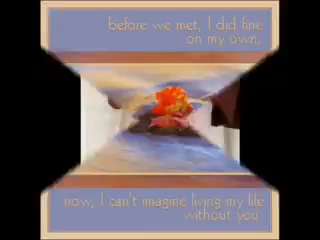 before we met, I did fine
on my own,
now, I can't imagine living my life
without you